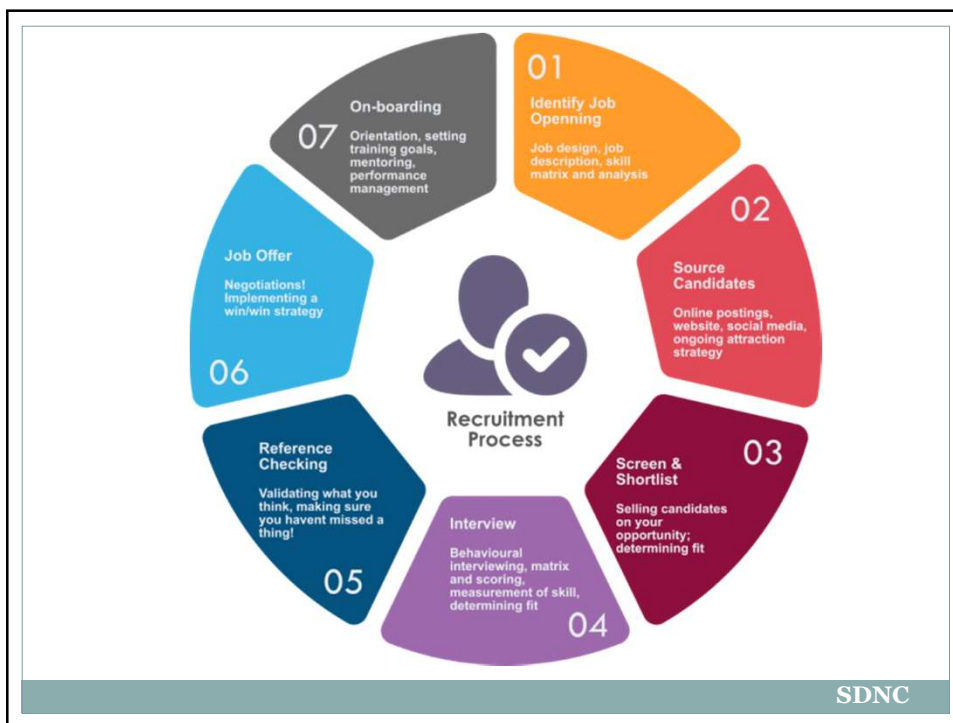 01
Identify Job
Openning
Job design, job
description, skill
matrix and analysis
02
Source
Candidates
Online postings,
website, social media,
ongoing attraction
strategy
03
Screen &
Shortlist
Selling candidates
on your
opportunity;
determining fit
04
Interview
Behavioural
interviewing, matrix
and scoring,
measurement of skill,
determining fit
05
Reference
Checking
Validating what you
think, making sure
you havent missed a
thing!
06
Job Offer
Negotiations!
Implementing a
win/win strategy
07
On-boarding
Orientation, setting
training goals,
mentoring,
performance
management
Recruitment
Process
SDNC